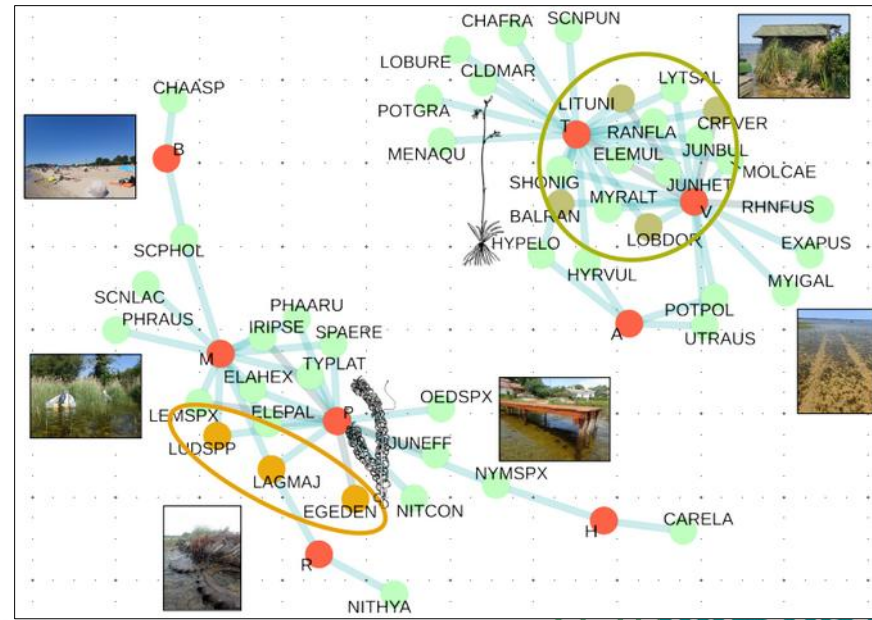 CHAFRA
SCNPUN
LOBURE
CLDMAR
LYTSAL
CHAASP
POTGRA
LITUNI
T
RANFLA
CRFVER
B
MENAQU
ELEMUL
JUNBUL
MOLCAE
SHONIG
JUNHET
MYRALT
V
RHNFUS
BALRAN
SCPHOL
HYPELO
LOBDOR
EXAPUS
HYRVUL
MYIGAL
SCNLAC
PHAARU
POTPOL
PHRAUS
IRIPSE
SPAERE
A
UTRAUS
M
TYPLAT
ELAHEX
OEDSPX
LEMSPX
ELEPAL
P
LUDSPP
JUNEFF
NYMSPX
LAGMAJ
EGEDEN
NITCON
CARELA
H
R
NITHYA